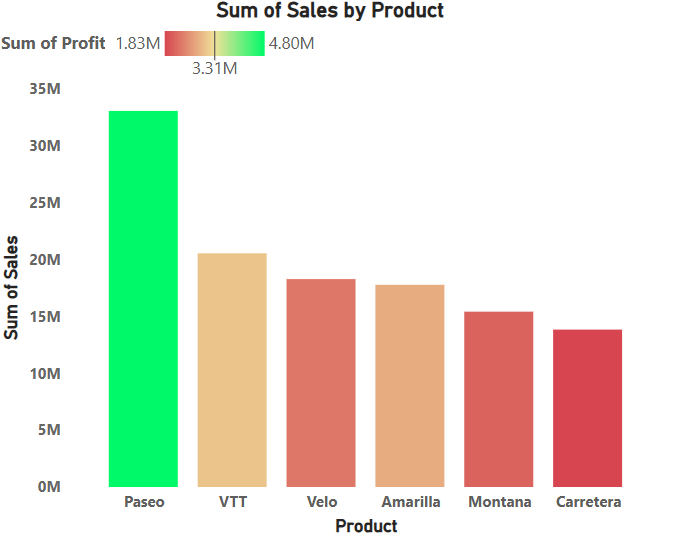 Sum of Sales by Product
Sum of Profit 1.83M 4.80M
3.31M
35M
30M
25M
20M
15M
10M
5M
0M
Sum of Sales
Paseo VTT Velo Amarilla Montana Carretera
Product